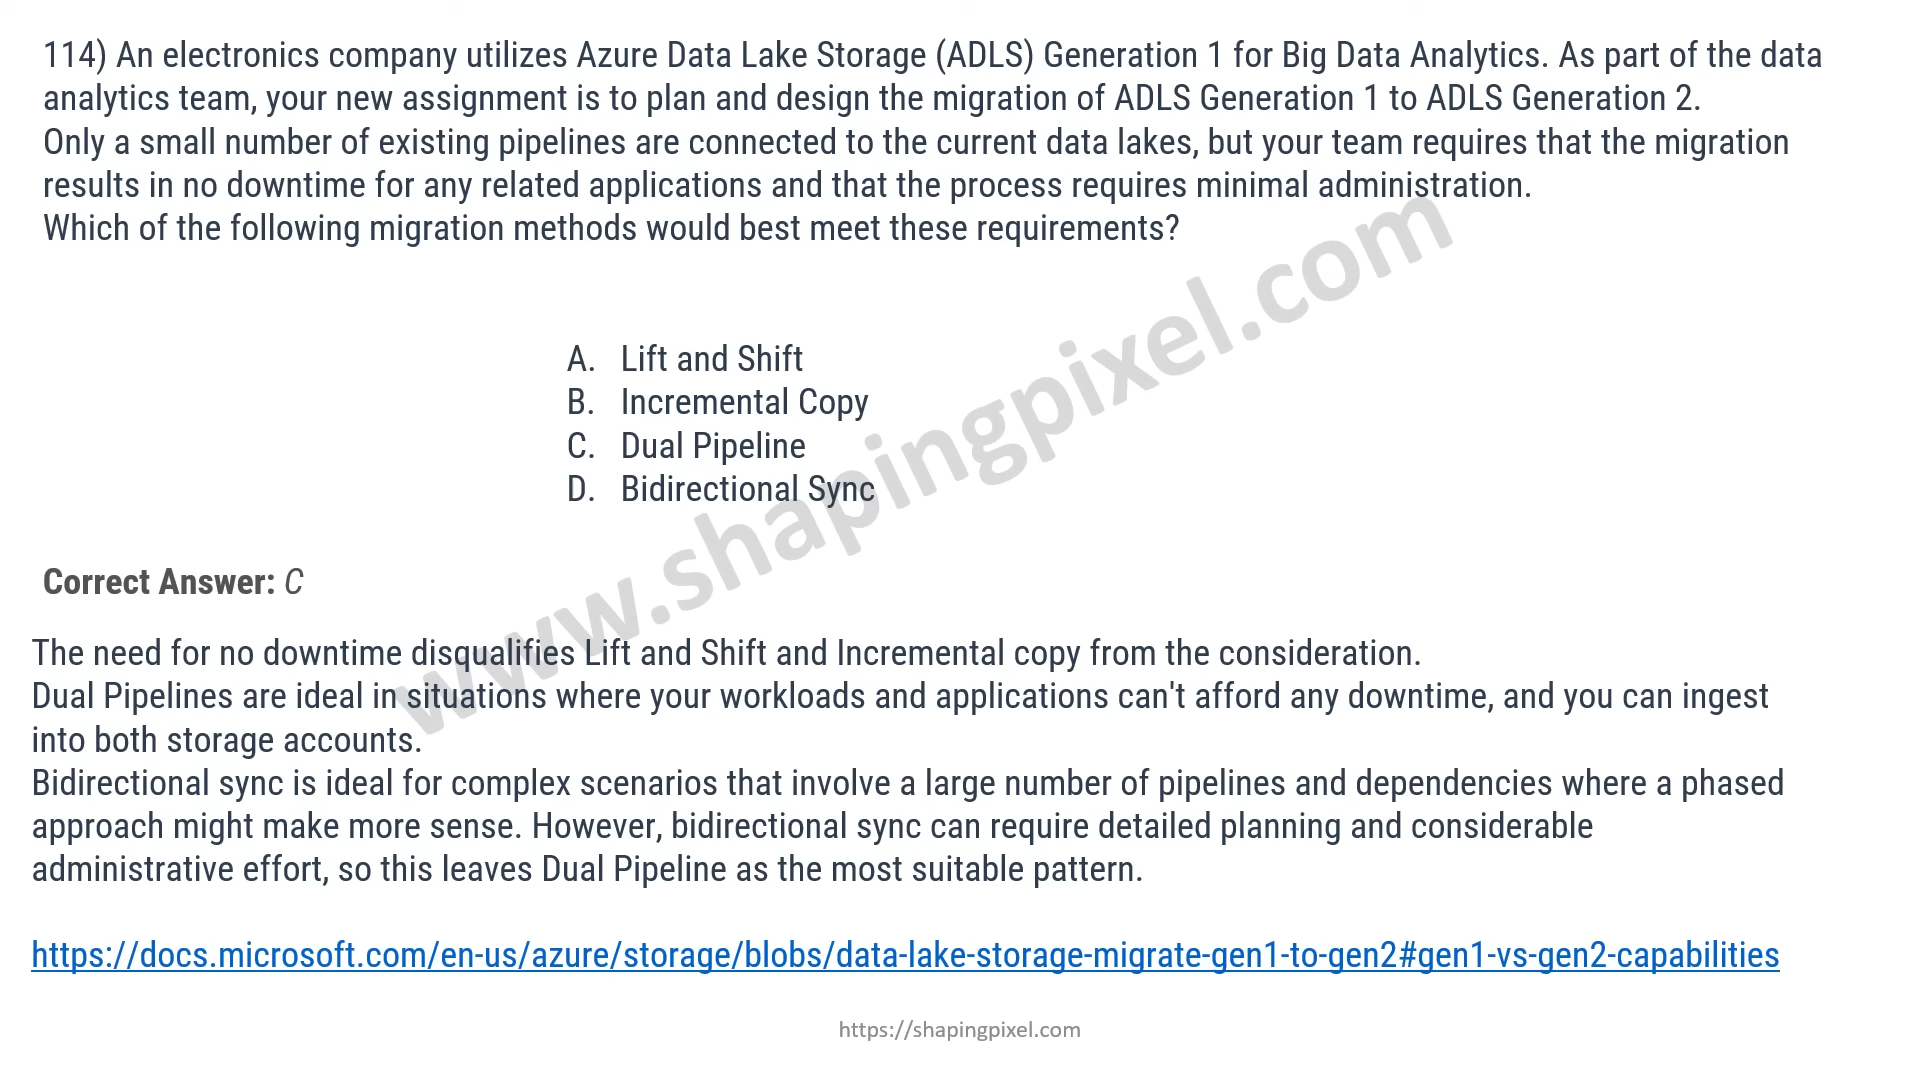 114) An electronics company utilizes Azure Data Lake Storage (ADLS) Generation 1 for Big Data Analytics. As part of the data
analytics team, your new assignment is to plan and design the migration of ADLS Generation 1 to ADLS Generation 2.
Only a small number of existing pipelines are connected to the current data lakes, but your team requires that the migration
results in no downtime for any related applications and that the process requires minimal administration.
Which of the following migration methods would best meet these requirements?
A. Lift and Shift
B. Incremental Copy
C. Dual Pipeline
D. Bidirectional Sync
www.shapingpixel.com
Correct Answer: C
The need for no downtime disqualifies Lift and Shift and Incremental copy from the consideration.
Dual Pipelines are ideal in situations where your workloads and applications can't afford any downtime, and you can ingest
into both storage accounts.
Bidirectional sync is ideal for complex scenarios that involve a large number of pipelines and dependencies where a phased
approach might make more sense. However, bidirectional sync can require detailed planning and considerable
administrative effort, so this leaves Dual Pipeline as the most suitable pattern.
https://docs.microsoft.com/en-us/azure/storage/blobs/data-lake-storage-migrate-gen1-to-gen2#gen1-vs-gen2-capabilities
https://shapingpixel.com